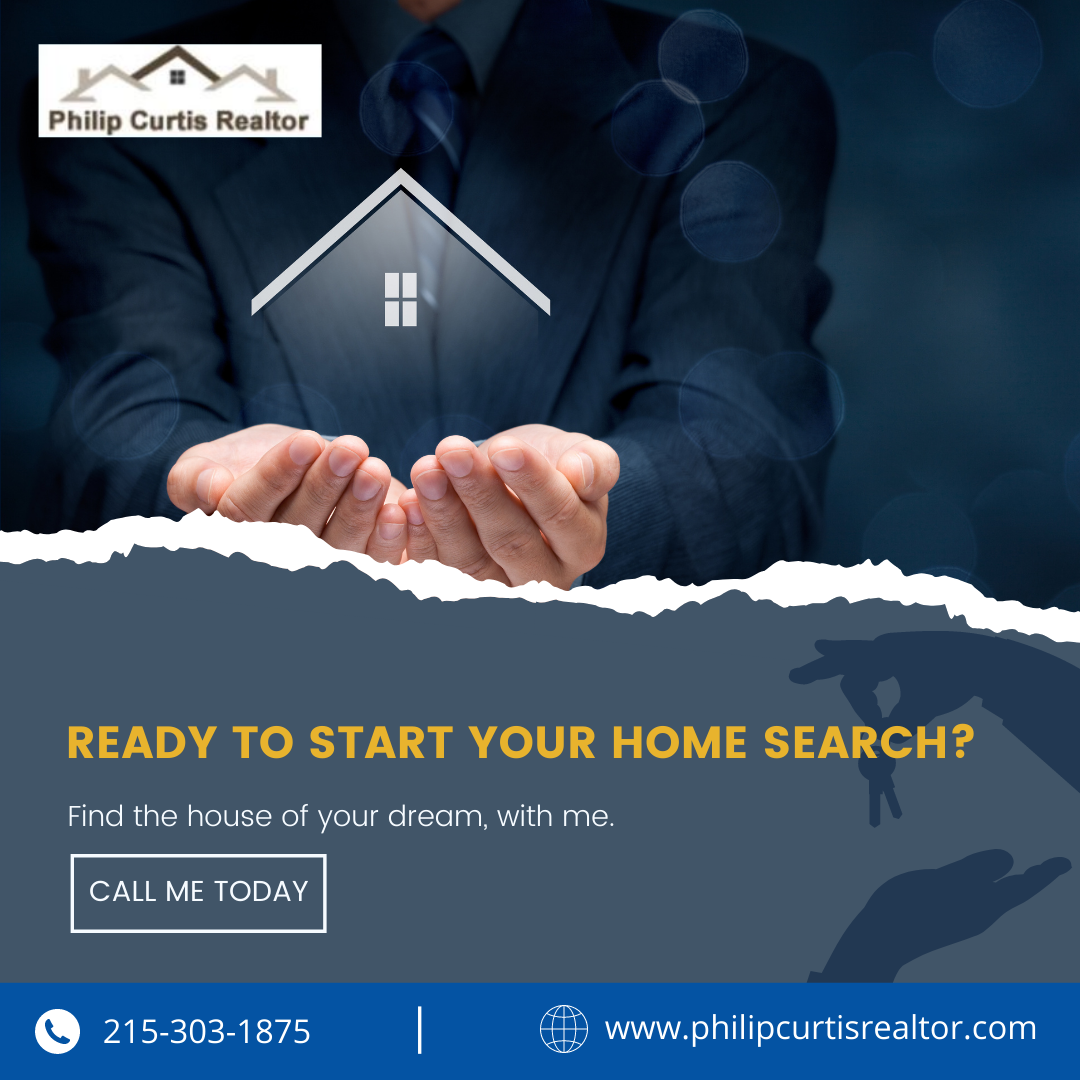 Philip Curtis Realtor
READY TO START YOUR HOME SEARCH?
Find the house of your dream, with me.
CALL ME TODAY
215-303-1875 | www.philipcurtisrealtor.com